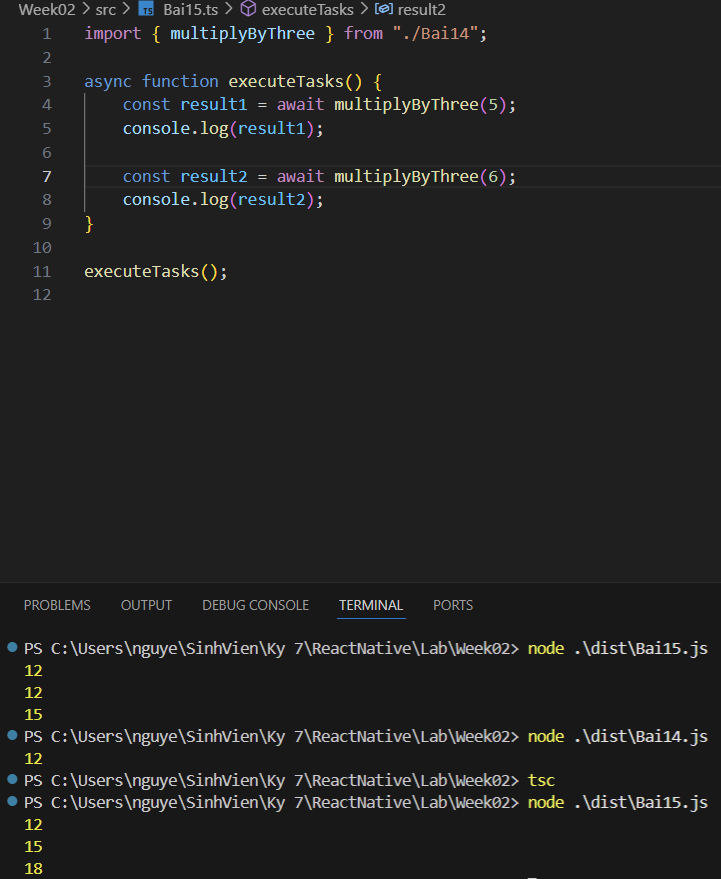 Week02 > src > TS Bai15.ts > executeTasks > result2
1 import { multiplyByThree } from "./Bai14";
2
3 async function executeTasks() {
4 const result1 = await multiplyByThree(5);
5 console.log(result1);
6
7 const result2 = await multiplyByThree(6);
8 console.log(result2);
9 }
10
11 executeTasks();
12
PROBLEMS OUTPUT DEBUG CONSOLE TERMINAL PORTS
PS C:\Users\nguye\SinhVien\Ky 7\ReactNative\Lab\Week02> node .\dist\Bai15.js
12
12
15
PS C:\Users\nguye\SinhVien\Ky 7\ReactNative\Lab\Week02> node .\dist\Bai14.js
12
PS C:\Users\nguye\SinhVien\Ky 7\ReactNative\Lab\Week02> tsc
PS C:\Users\nguye\SinhVien\Ky 7\ReactNative\Lab\Week02> node .\dist\Bai15.js
12
15
18